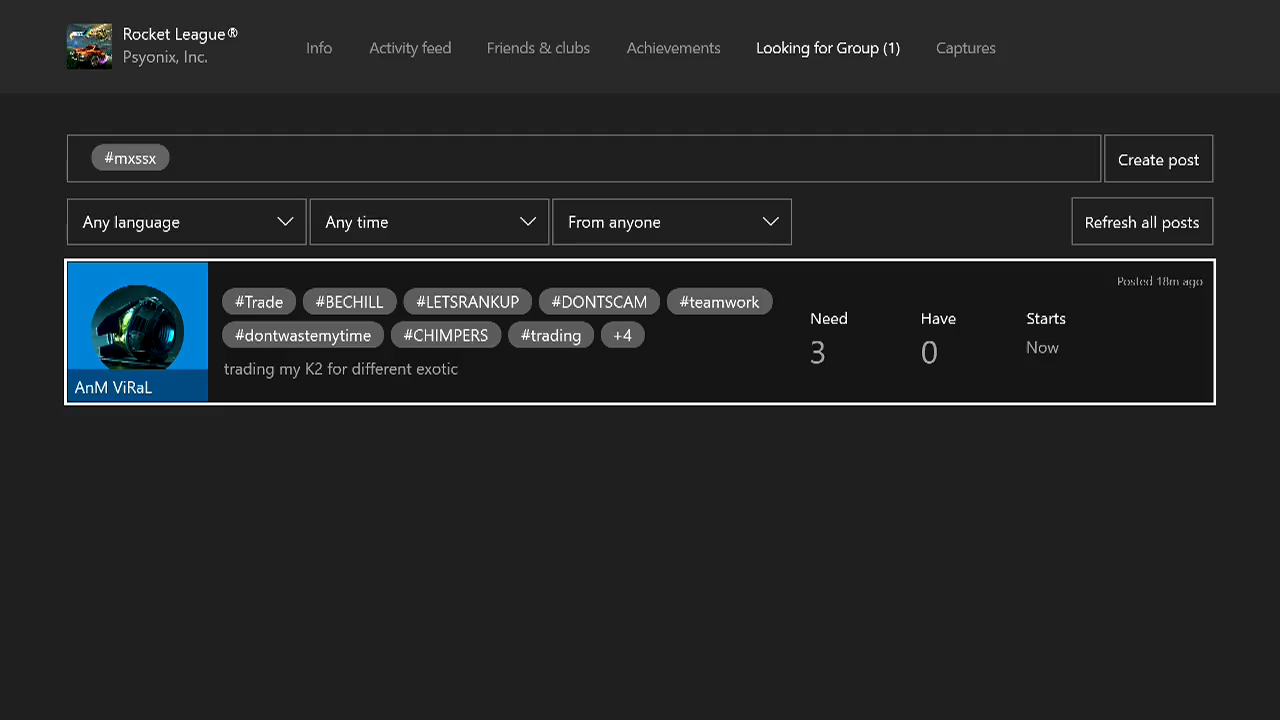 Rocket League®
Psyonix, Inc.
Info Activity feed Friends & clubs Achievements Looking for Group (1) Captures
#mxssx
Create post
Any language Any time From anyone Refresh all posts
Posted 18m ago
#Trade #BECHILL #LETSRANKUP #DONTSCAM #teamwork
#dontwastemytime #CHIMPERS #trading +4
trading my K2 for different exotic
AnM ViRaL
Need Have Starts
3 0 Now